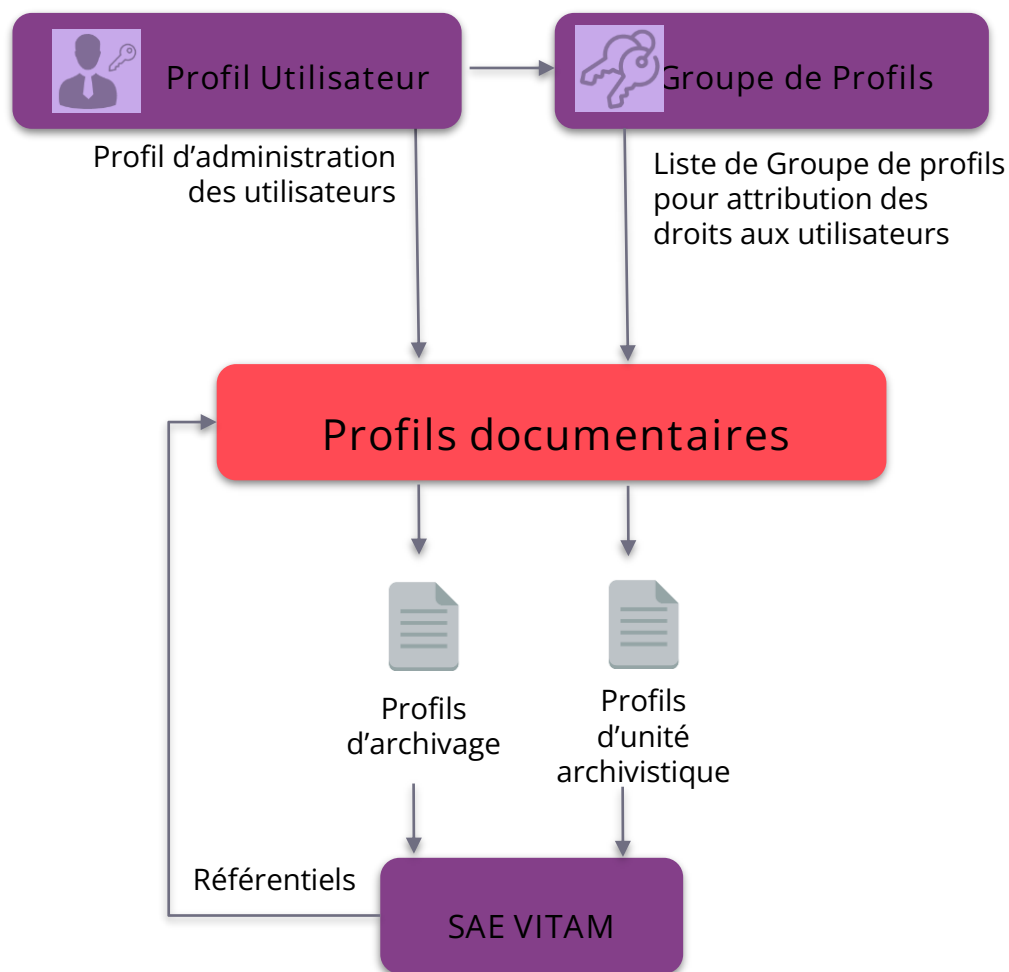 Profil Utilisateur
Groupe de Profils
Profil d’administration
des utilisateurs
Liste de Groupe de profils
pour attribution des
droits aux utilisateurs
Profils documentaires
Profils
d’archivage
Profils
d’unité
archivistique
Référentiels
SAE VITAM